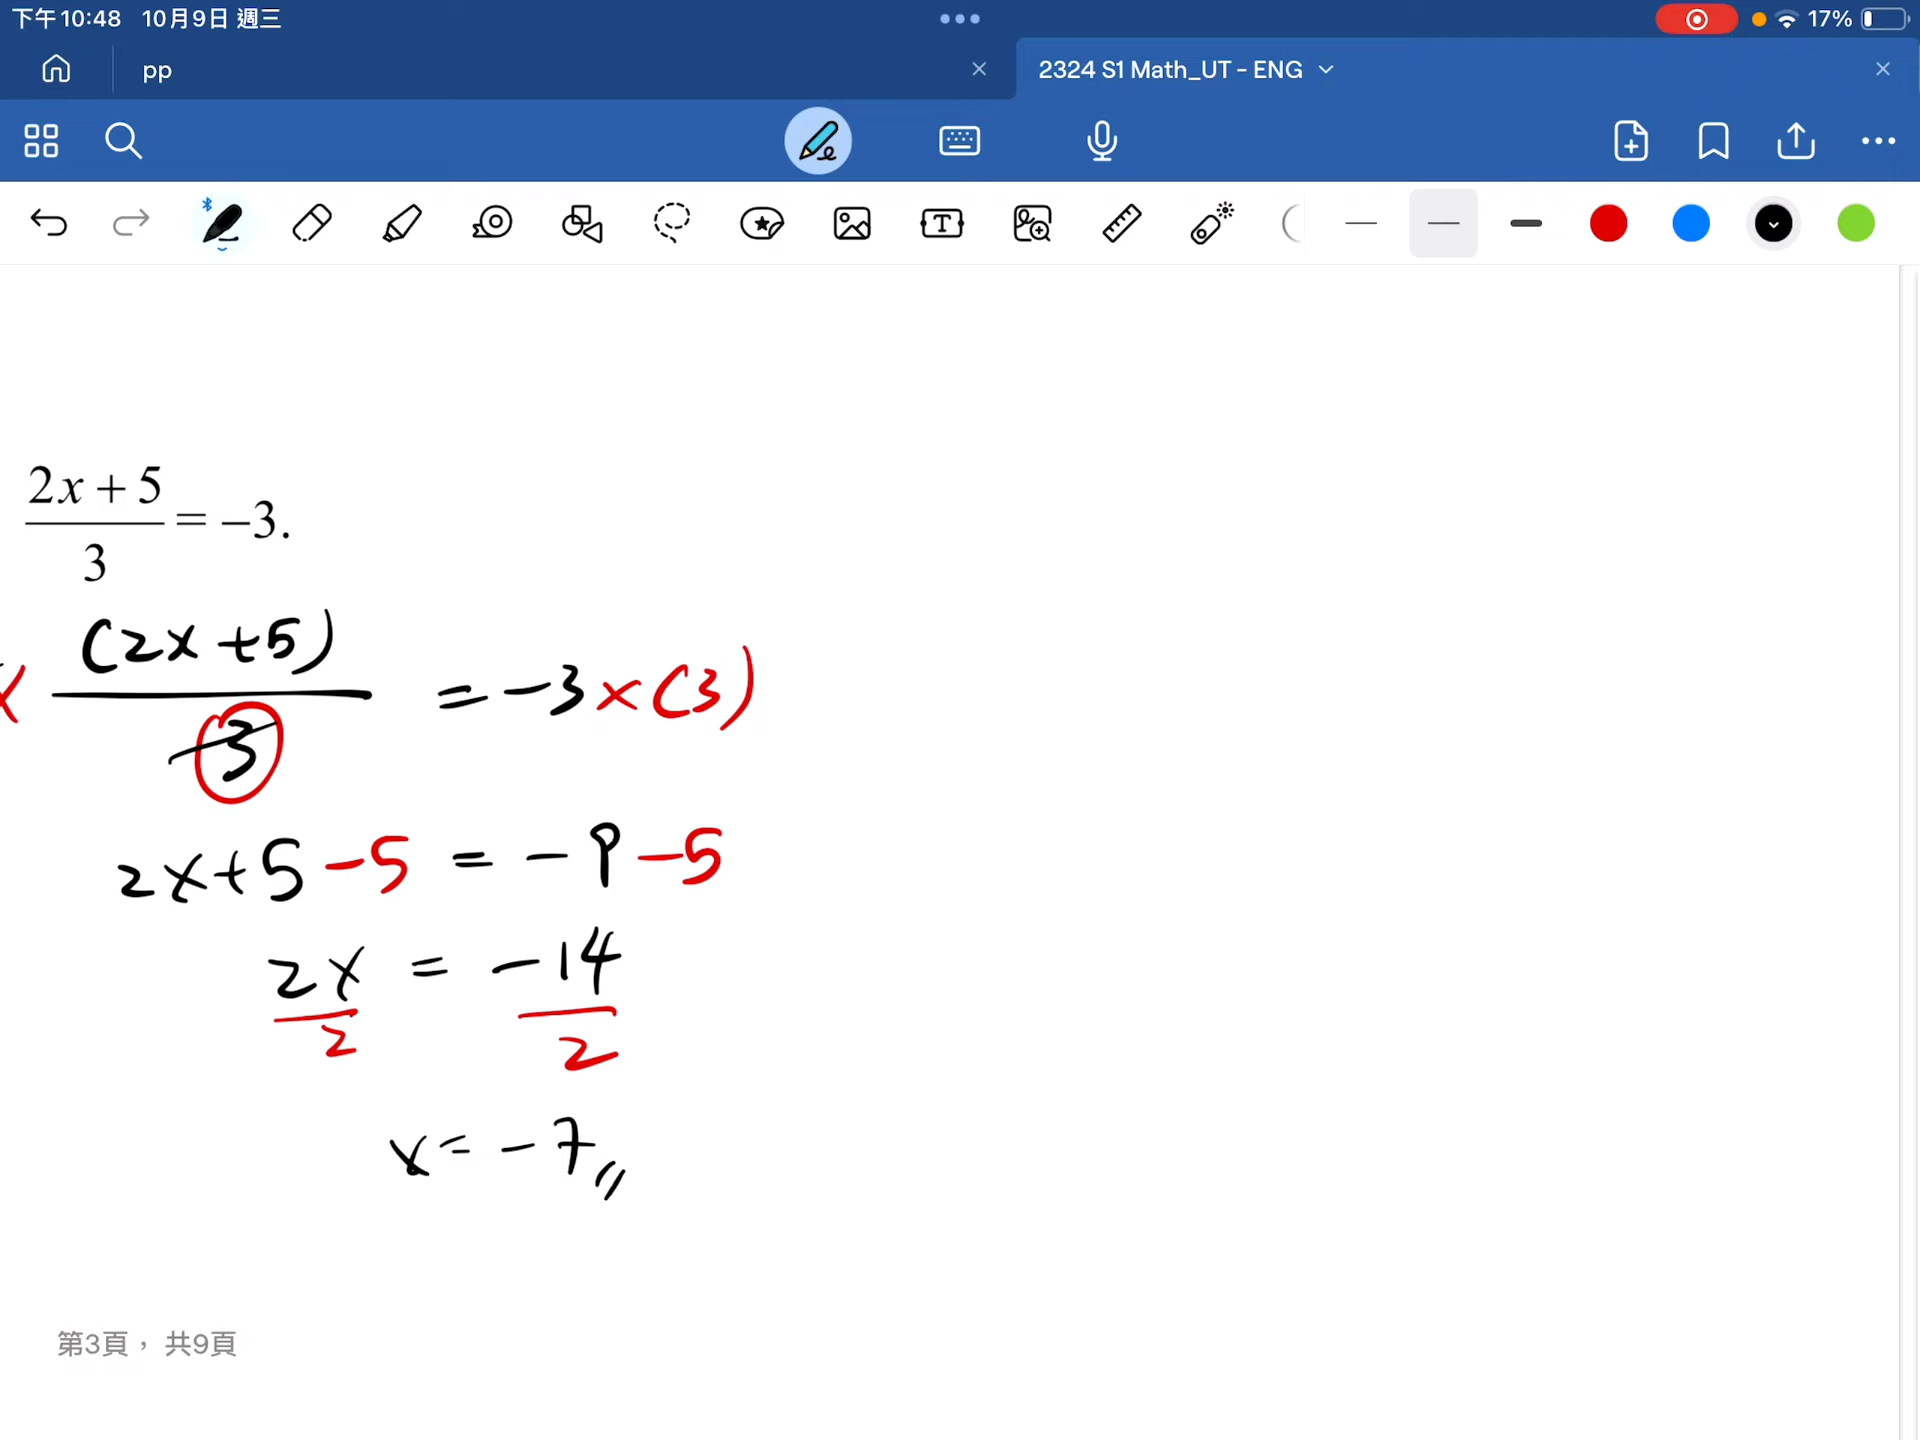 下午10:48 10月9日 週三
17%
pp
2324 S1 Math_UT - ENG
2x + 5
3
= −3.
x (2x+5)
3
= -3 x (3)
2x+5 -5 = -9 -5
2x = -14
2 2
x = -7
第3頁， 共9頁